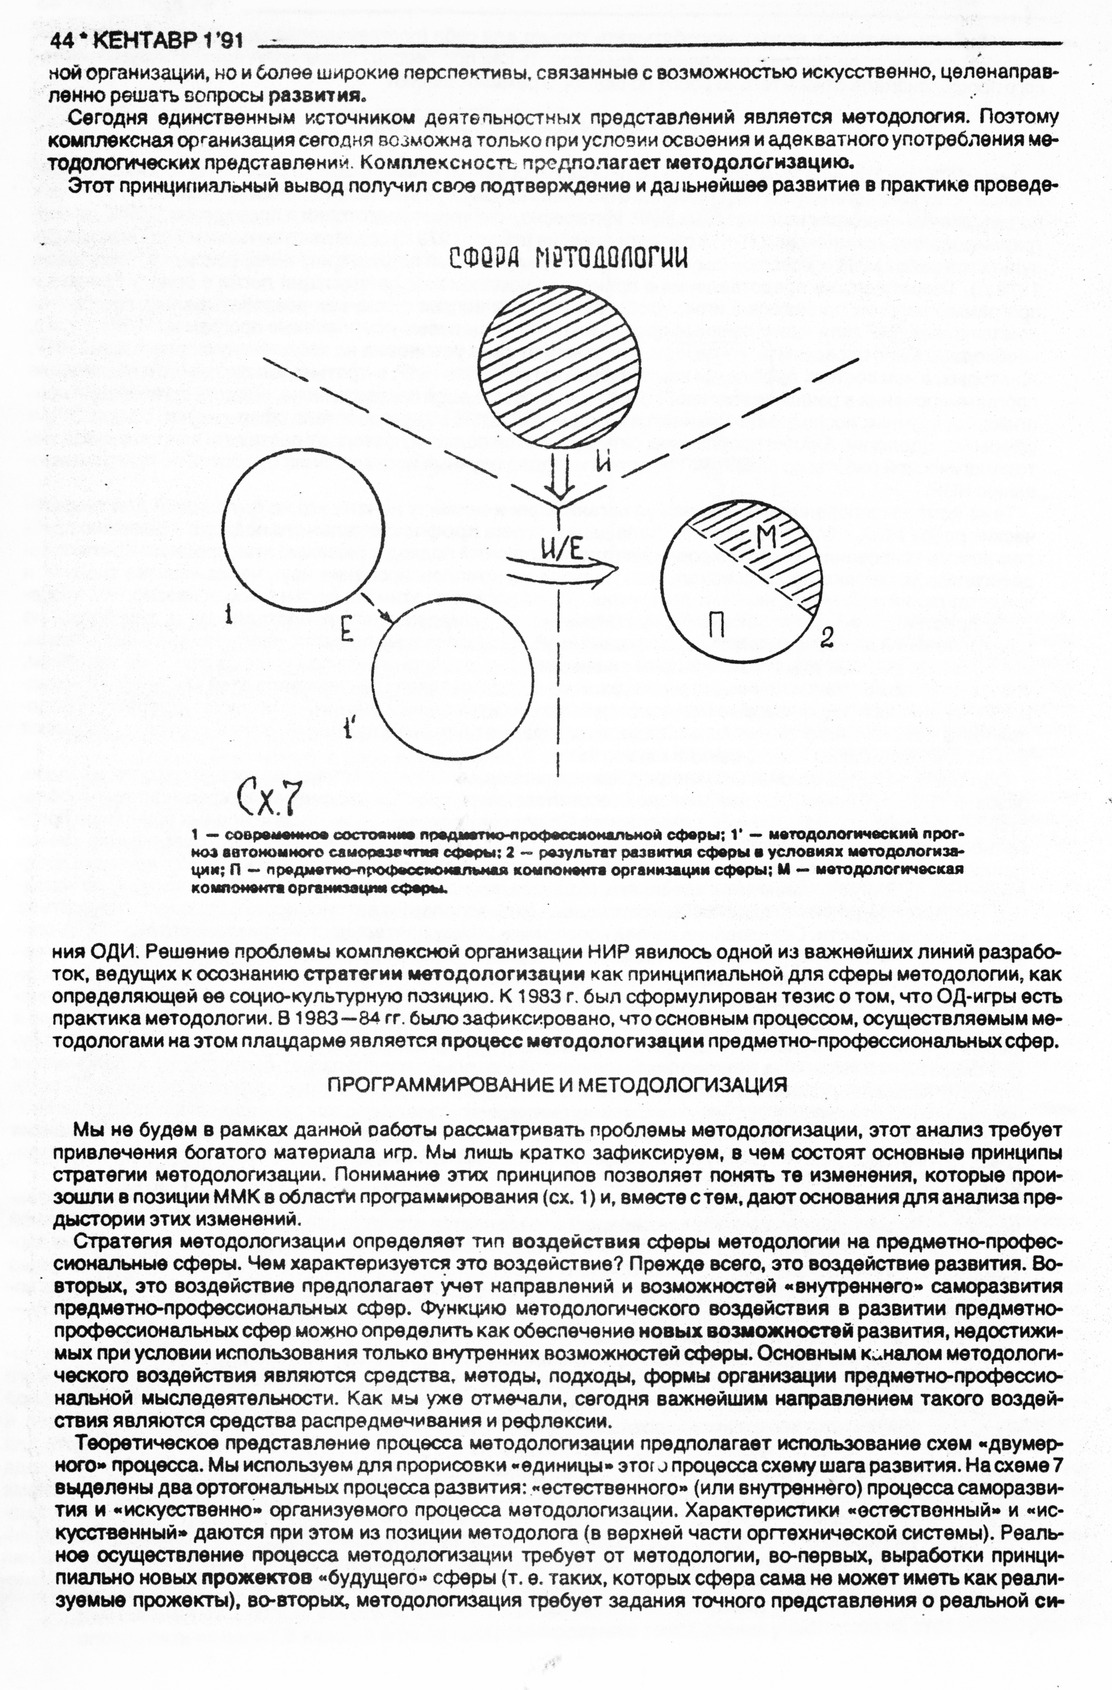 44 * КЕНТАВР 1'91
ной организации, но и более широкие перспективы, связанные с возможностью искусственно, целенаправ-
ленно решать вопросы развития.
Сегодня единственным источником деятельностных представлений является методология. Поэтому
комплексная организация сегодня возможна только при условии освоения и адекватного употребления ме-
тодологических представлений. Комплексность предполагает методологизацию.
Этот принципиальный вывод получил свое подтверждение и дальнейшее развитие в практике проведе-
СФЕРА МЕТОДОЛОГИИ
И
И/Е
М
П
1
Е
2
1'
Сх.7
1 — современное состояние предметно-профессиональной сферы; 1' — методологический прог-
ноз автономного саморазвития сферы; 2 — результат развития сферы в условиях методологиза-
ции; П — предметно-профессиональная компонента организации сферы; М — методологическая
компонента организации сферы.
ния ОДИ. Решение проблемы комплексной организации НИР явилось одной из важнейших линий разрабо-
ток, ведущих к осознанию стратегии методологизации как принципиальной для сферы методологии, как
определяющей ее социо-культурную позицию. К 1983 г. был сформулирован тезис о том, что ОД-игры есть
практика методологии. В 1983—84 гг. было зафиксировано, что основным процессом, осуществляемым ме-
тодологами на этом плацдарме является процесс методологизации предметно-профессиональных сфер.
ПРОГРАММИРОВАНИЕ И МЕТОДОЛОГИЗАЦИЯ
Мы не будем в рамках данной работы рассматривать проблемы методологизации, этот анализ требует
привлечения богатого материала игр. Мы лишь кратко зафиксируем, в чем состоят основные принципы
стратегии методологизации. Понимание этих принципов позволяет понять те изменения, которые прои-
зошли в позиции ММК в области программирования (сх. 1) и, вместе с тем, дают основания для анализа пре-
дыстории этих изменений.
Стратегия методологизации определяет тип воздействия сферы методологии на предметно-профес-
сиональные сферы. Чем характеризуется это воздействие? Прежде всего, это воздействие развития. Во-
вторых, это воздействие предполагает учет направлений и возможностей «внутреннего» саморазвития
предметно-профессиональных сфер. Функцию методологического воздействия в развитии предметно-
профессиональных сфер можно определить как обеспечение новых возможностей развития, недостижи-
мых при условии использования только внутренних возможностей сферы. Основным каналом методологи-
ческого воздействия являются средства, методы, подходы, формы организации предметно-профессио-
нальной мыследеятельности. Как мы уже отмечали, сегодня важнейшим направлением такого воздей-
ствия являются средства распредмечивания и рефлексии.
Теоретическое представление процесса методологизации предполагает использование схем «двумер-
ного» процесса. Мы используем для прорисовки «единицы» этого процесса схему шага развития. На схеме 7
выделены два ортогональных процесса развития: «естественного» (или внутреннего) процесса саморазви-
тия и «искусственно» организуемого процесса методологизации. Характеристики «естественный» и «ис-
кусственный» даются при этом из позиции методолога (в верхней части оргтехнической системы). Реаль-
ное осуществление процесса методологизации требует от методологии, во-первых, выработки принци-
пиально новых прожектов «будущего» сферы (т. е. таких, которых сфера сама не может иметь как реали-
зуемые прожекты), во-вторых, методологизация требует задания точного представления о реальной си-